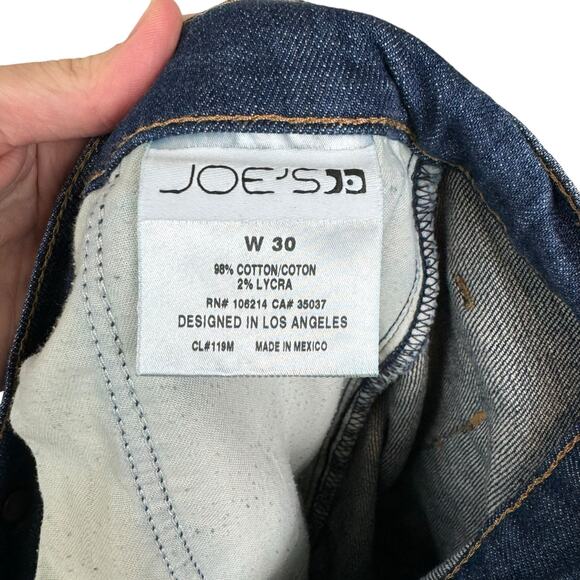 JOE'S
W 30
98% COTTON/COTON
2% LYCRA
RN# 106214 CA# 35037
DESIGNED IN LOS ANGELES
CL#119M MADE IN MEXICO